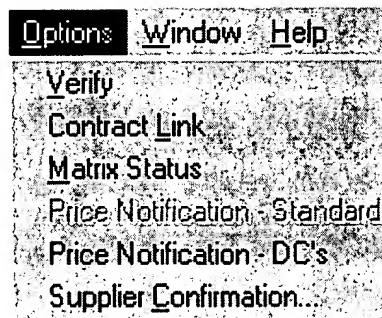 Options Window Help
Verify
Contract Link
Matrix Status
Price Notification - Standard
Price Notification - DC's
Supplier Confirmation...